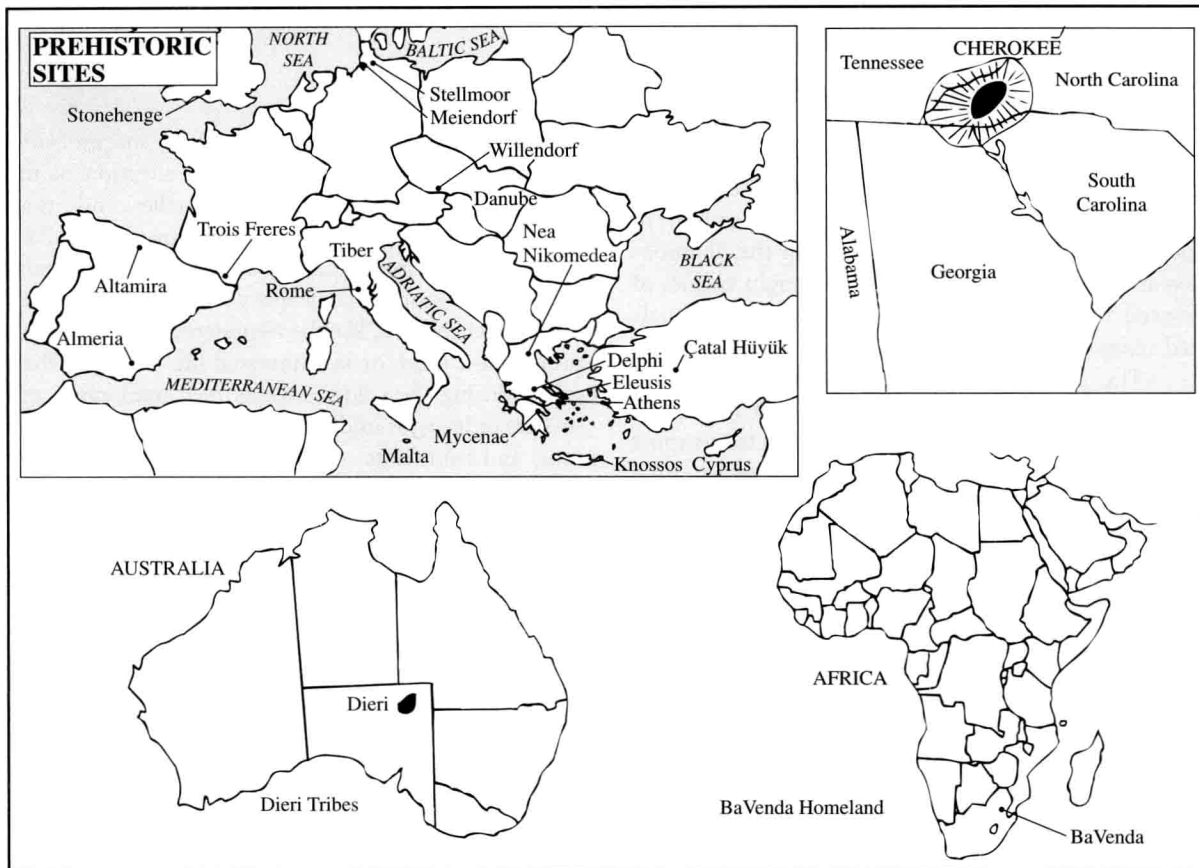 PREHISTORIC
SITES
NORTH
SEA
BALTIC SEA
Stonehenge
Stellmoor
Meiendorf
Willendorf
Danube
Trois Freres
Tiber
Nea
Nikomedea
BLACK
SEA
Altamira
Rome
ADRIATIC SEA
Almeria
Delphi
Çatal Hüyük
Eleusis
Athens
MEDITERRANEAN SEA
Mycenae
Malta
Knossos
Cyprus
CHEROKEE
Tennessee
North Carolina
South
Carolina
Alabama
Georgia
AUSTRALIA
Dieri
Dieri Tribes
AFRICA
BaVenda Homeland
BaVenda